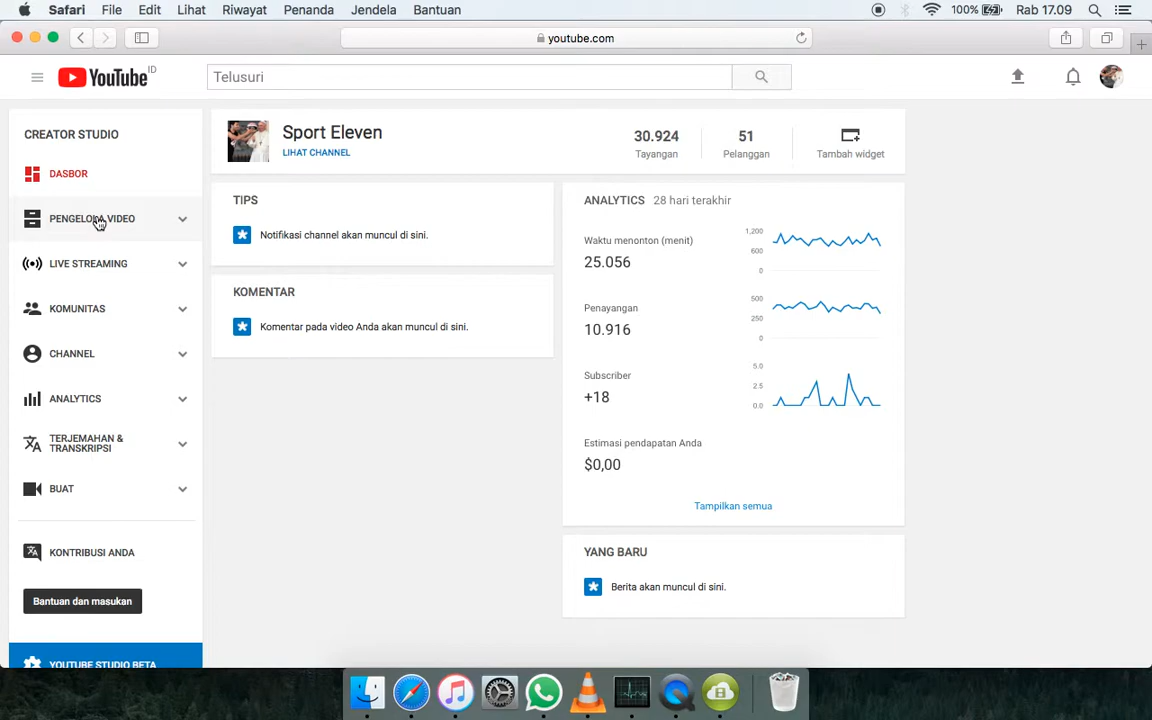 Safari File Edit Lihat Riwayat Penanda Jendela Bantuan 100% Rab 17.09
youtube.com
YouTube ID Telusuri
CREATOR STUDIO
DASBOR
PENGELOLA VIDEO
LIVE STREAMING
KOMUNITAS
CHANNEL
ANALYTICS
TERJEMAHAN &
TRANSKRIPSI
BUAT
KONTRIBUSI ANDA
Bantuan dan masukan
YOUTUBE STUDIO BETA
Sport Eleven
LIHAT CHANNEL
30.924
Tayangan
51
Pelanggan
Tambah widget
TIPS
Notifikasi channel akan muncul di sini.
KOMENTAR
Komentar pada video Anda akan muncul di sini.
ANALYTICS 28 hari terakhir
Waktu menonton (menit)
25.056
1,200
600
0
Penayangan
10.916
500
250
0
Subscriber
+18
5.0
2.5
0.0
Estimasi pendapatan Anda
$0,00
Tampilkan semua
YANG BARU
Berita akan muncul di sini.